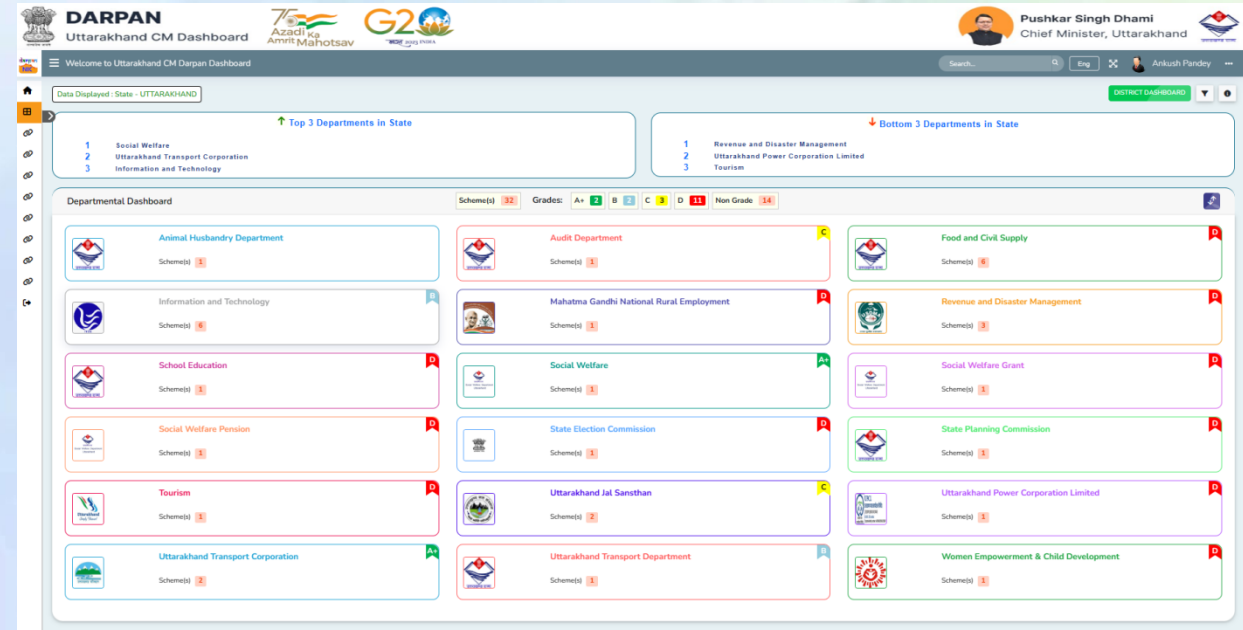 DARPAN
Uttarakhand CM Dashboard
75
Azadi Ka
Amrit Mahotsav
G20
Pushkar Singh Dhami
Chief Minister, Uttarakhand
darpan
NIC
Welcome to Uttarakhand CM Darpan Dashboard
Search...
Eng
Ankush Pandey
Data Displayed : State - UTTARAKHAND
DISTRICT DASHBOARD
Top 3 Departments in State
1 Social Welfare
2 Uttarakhand Transport Corporation
3 Information and Technology
Bottom 3 Departments in State
1 Revenue and Disaster Management
2 Uttarakhand Power Corporation Limited
3 Tourism
Departmental Dashboard
Scheme(s) 32
Grades: A+ 2 B 2 C 3 D 11 Non Grade 14
Animal Husbandry Department
Scheme(s) 1
Audit Department
C
Scheme(s) 1
Food and Civil Supply
D
Scheme(s) 6
Information and Technology
B
Scheme(s) 6
Mahatma Gandhi National Rural Employment
D
Scheme(s) 1
Revenue and Disaster Management
D
Scheme(s) 3
School Education
D
Scheme(s) 1
Social Welfare
A+
Scheme(s) 1
Social Welfare Grant
D
Scheme(s) 1
Social Welfare Pension
D
Scheme(s) 1
State Election Commission
D
Scheme(s) 1
State Planning Commission
D
Scheme(s) 1
Tourism
D
Scheme(s) 1
Uttarakhand Jal Sansthan
C
Scheme(s) 2
Uttarakhand Power Corporation Limited
D
Scheme(s) 1
Uttarakhand Transport Corporation
A+
Scheme(s) 2
Uttarakhand Transport Department
B
Scheme(s) 1
Women Empowerment & Child Development
D
Scheme(s) 1